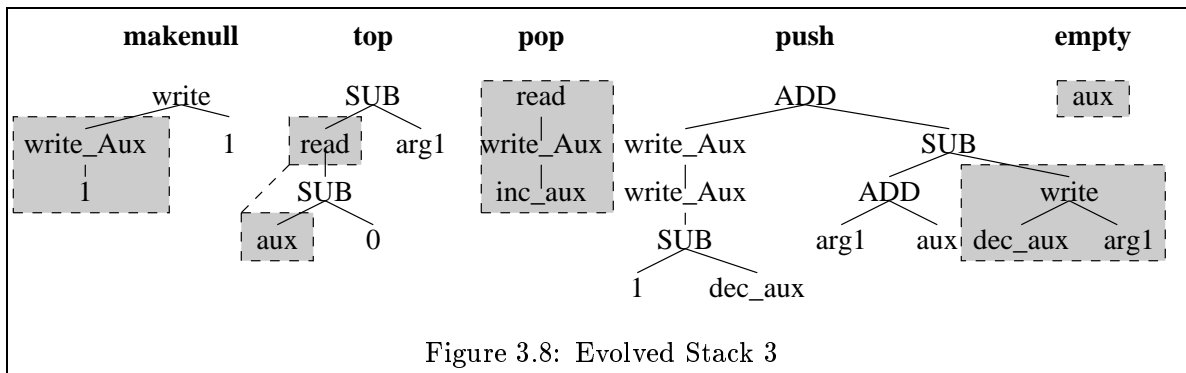 makenull top pop push empty
write SUB read ADD aux
write_Aux 1 read arg1 write_Aux write_Aux SUB
1 SUB inc_aux write_Aux ADD write
aux 0 SUB arg1 aux dec_aux arg1
1 dec_aux
Figure 3.8: Evolved Stack 3